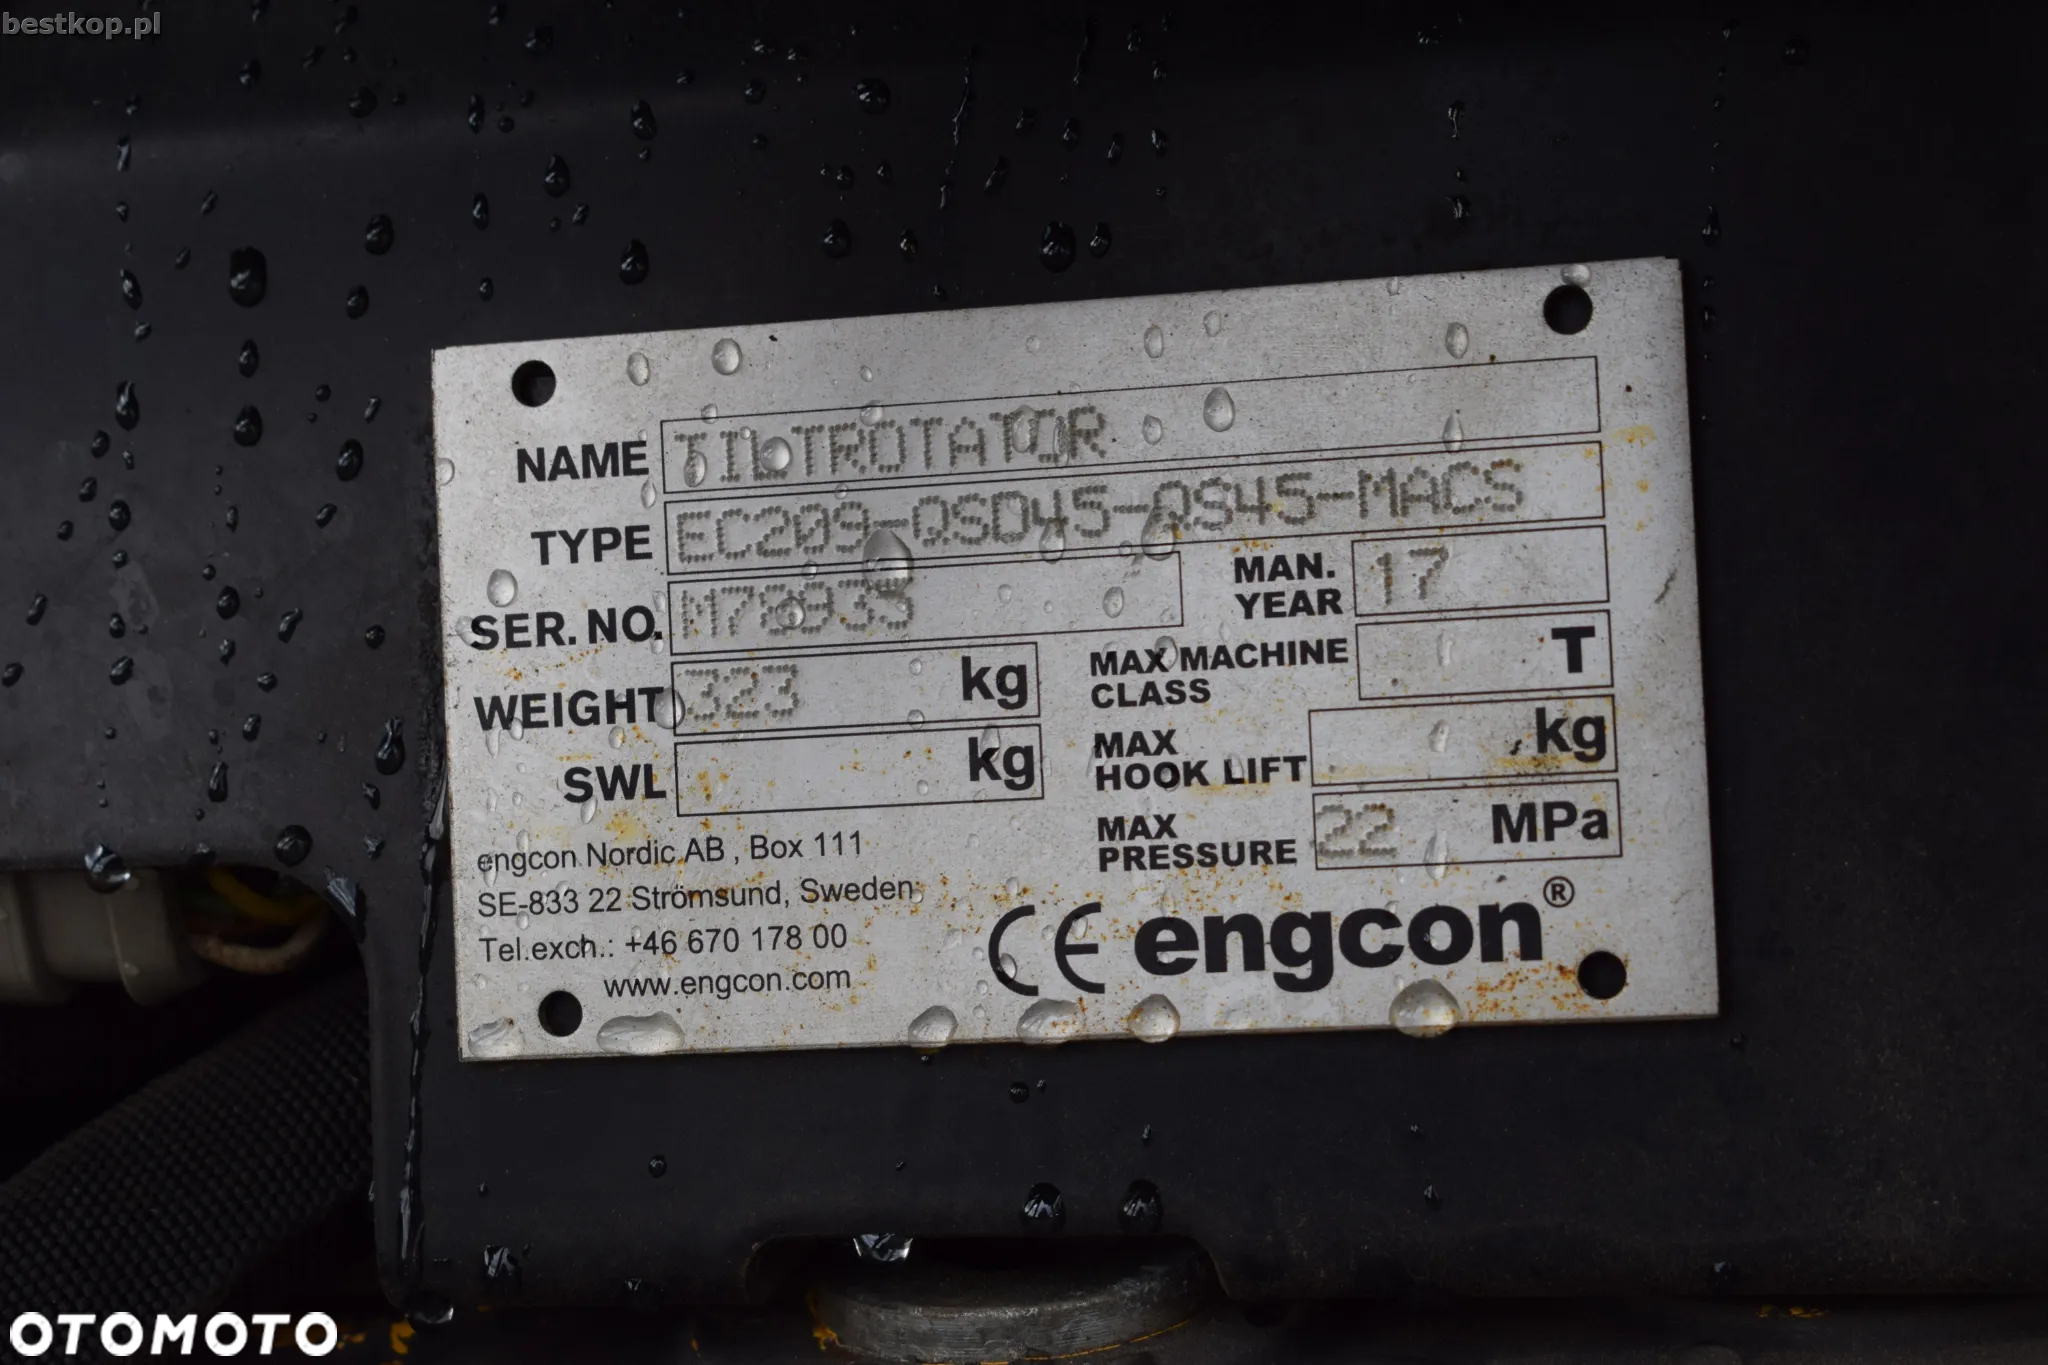 bestkop.pl
NAME TILTROTATOR
TYPE EC209-QSD45-QS45-MACS
SER. NO. MAN. YEAR 17
WEIGHT 323 kg MAX MACHINE CLASS T
SWL kg MAX HOOK LIFT kg
MAX PRESSURE 22 MPa
engcon Nordic AB , Box 111
SE-833 22 Strömsund, Sweden
Tel.exch.: +46 670 178 00
www.engcon.com
CE engcon®
OTOMOTO